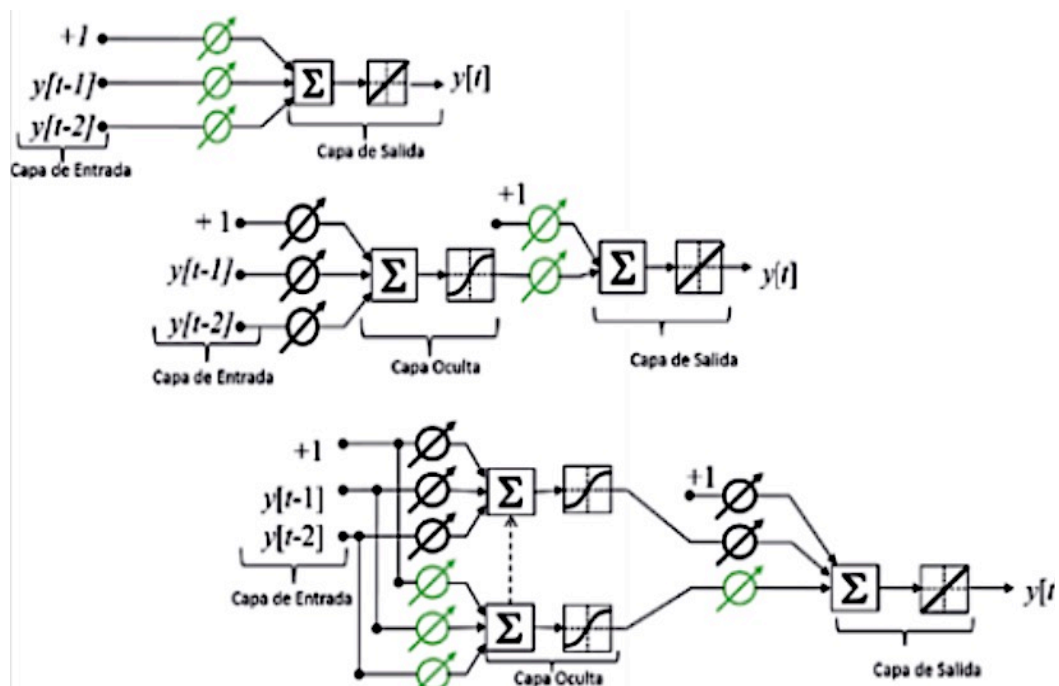 +1
y[t-1]
y[t-2]
Capa de Entrada
Σ
y[t]
Capa de Salida
+ 1
y[t-1]
y[t-2]
Capa de Entrada
Σ
Capa Oculta
+1
Σ
y[t]
Capa de Salida
+1
y[t-1]
y[t-2]
Capa de Entrada
Σ
Σ
Capa Oculta
+1
Σ
y[t
Capa de Salida